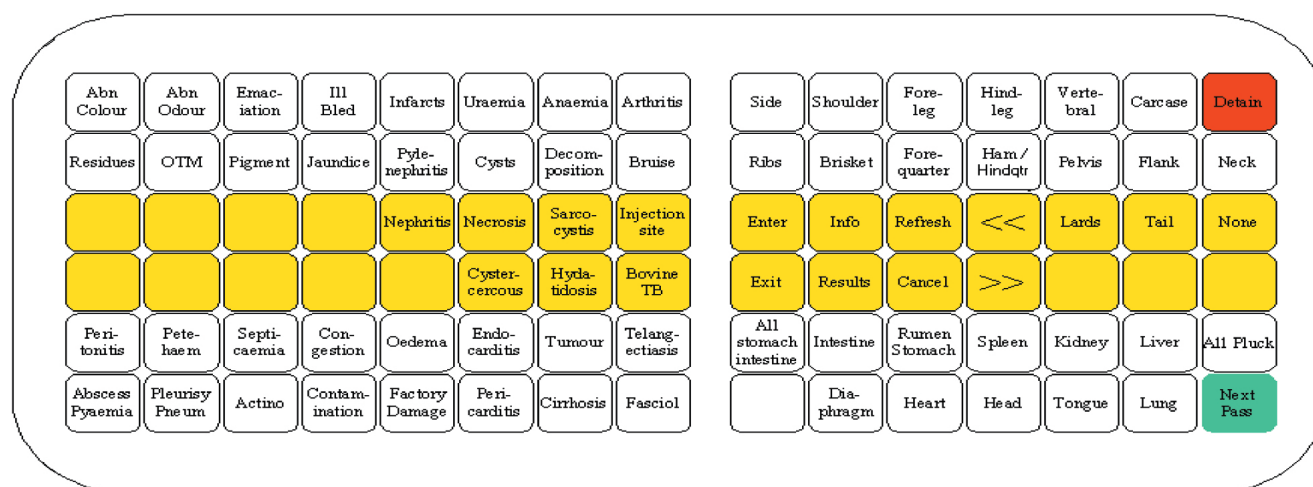 Abn
Colour
Abn
Odour
Emac-
iation
Ill
Bled
Infarcts
Uraemia
Anaemia
Arthritis
Side
Shoulder
Fore-
leg
Hind-
leg
Verte-
bral
Carcase
Detain
Residues
OTM
Pigment
Jaundice
Pyle-
nephritis
Cysts
Decom-
position
Bruise
Ribs
Brisket
Fore-
quarter
Ham /
Hindqtr
Pelvis
Flank
Neck
Nephritis
Necrosis
Sarco-
cystis
Injection
site
Enter
Info
Refresh
<<
Lards
Tail
None
Cyster-
cercous
Hyda-
tidosis
Bovine
TB
Exit
Results
Cancel
>>
Peri-
tonitis
Pete-
haem
Septi-
caemia
Con-
gestion
Oedema
Endo-
carditis
Tumour
Telang-
ectiasis
All
stomach
intestine
Intestine
Rumen
Stomach
Spleen
Kidney
Liver
All Pluck
Abscess
Pyaemia
Pleurisy
Pneum
Actino
Contam-
ination
Factory
Damage
Peri-
carditis
Cirrhosis
Fasciol
Dia-
phragm
Heart
Head
Tongue
Lung
Next
Pass